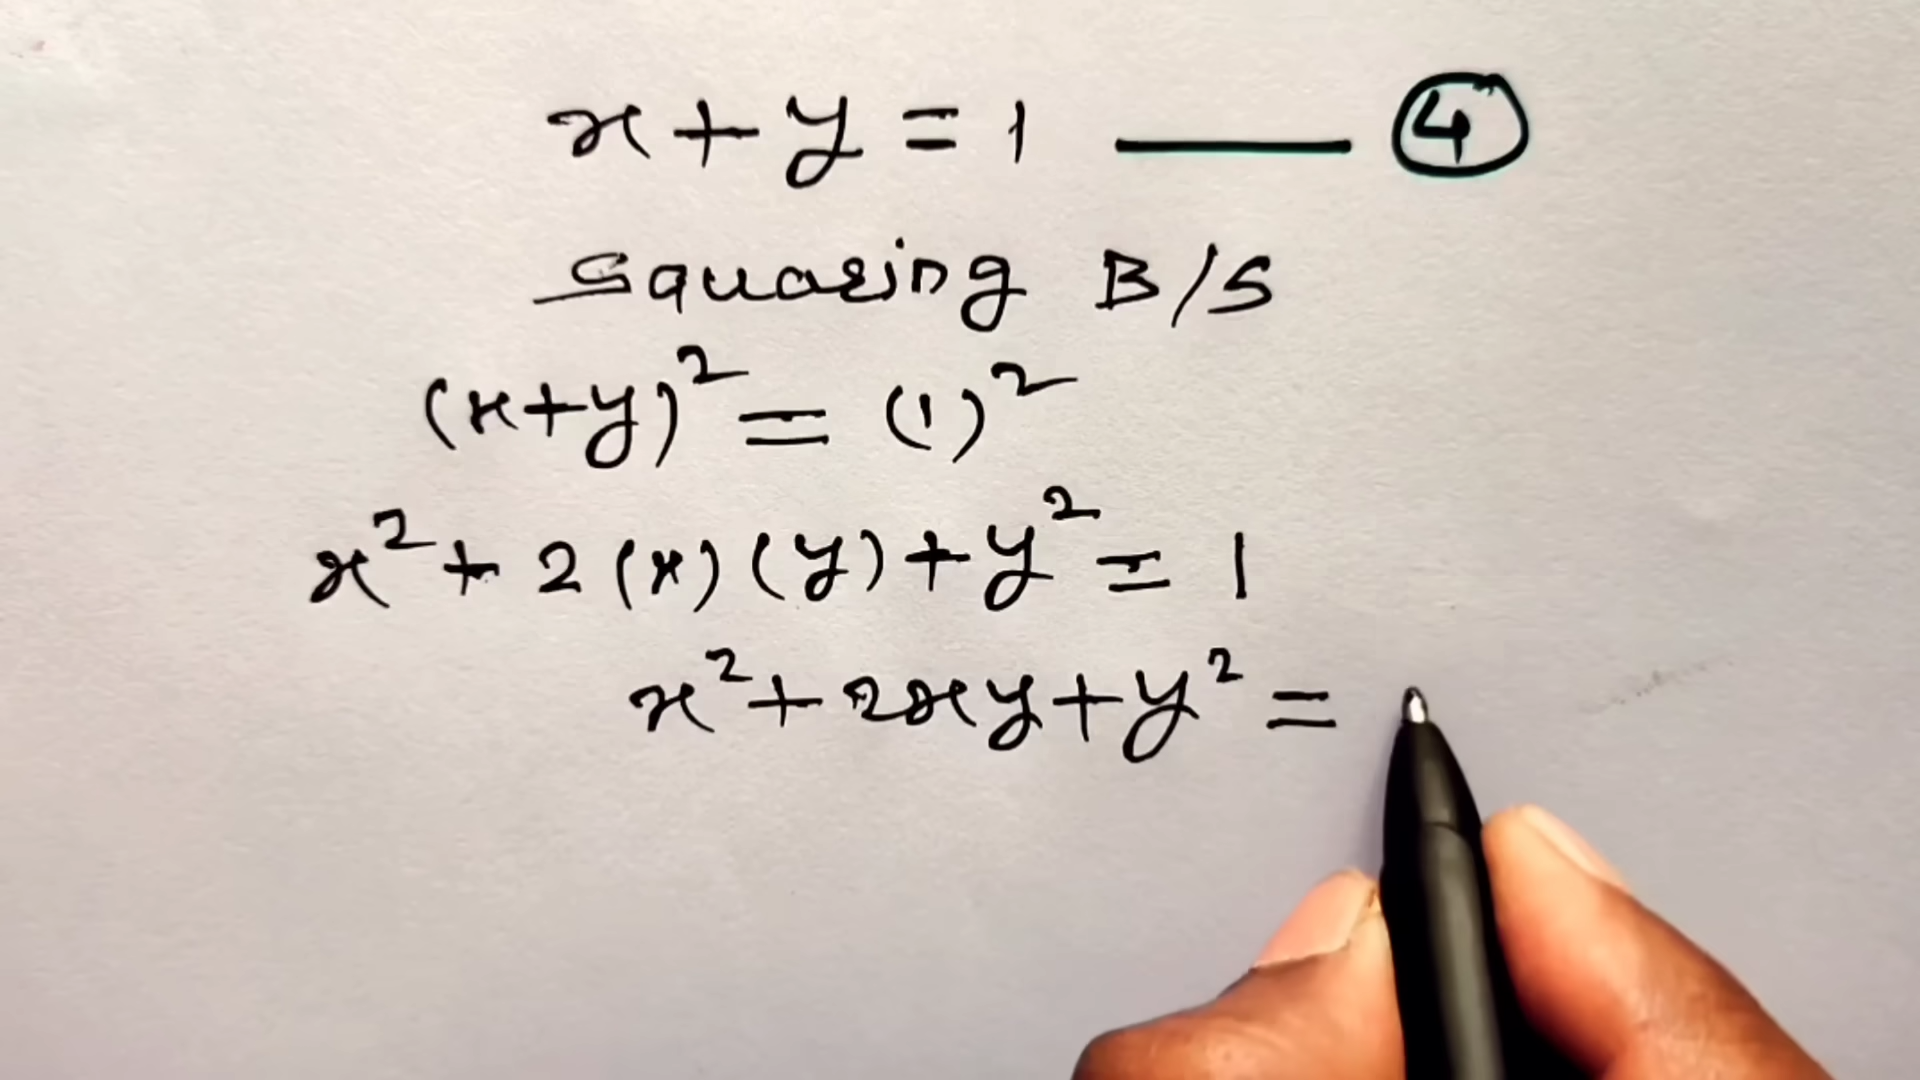 x + y = 1 —— ④
Squaring B/S
(x+y)² = (1)²
x² + 2(x)(y) + y² = 1
x² + 2xy + y² =